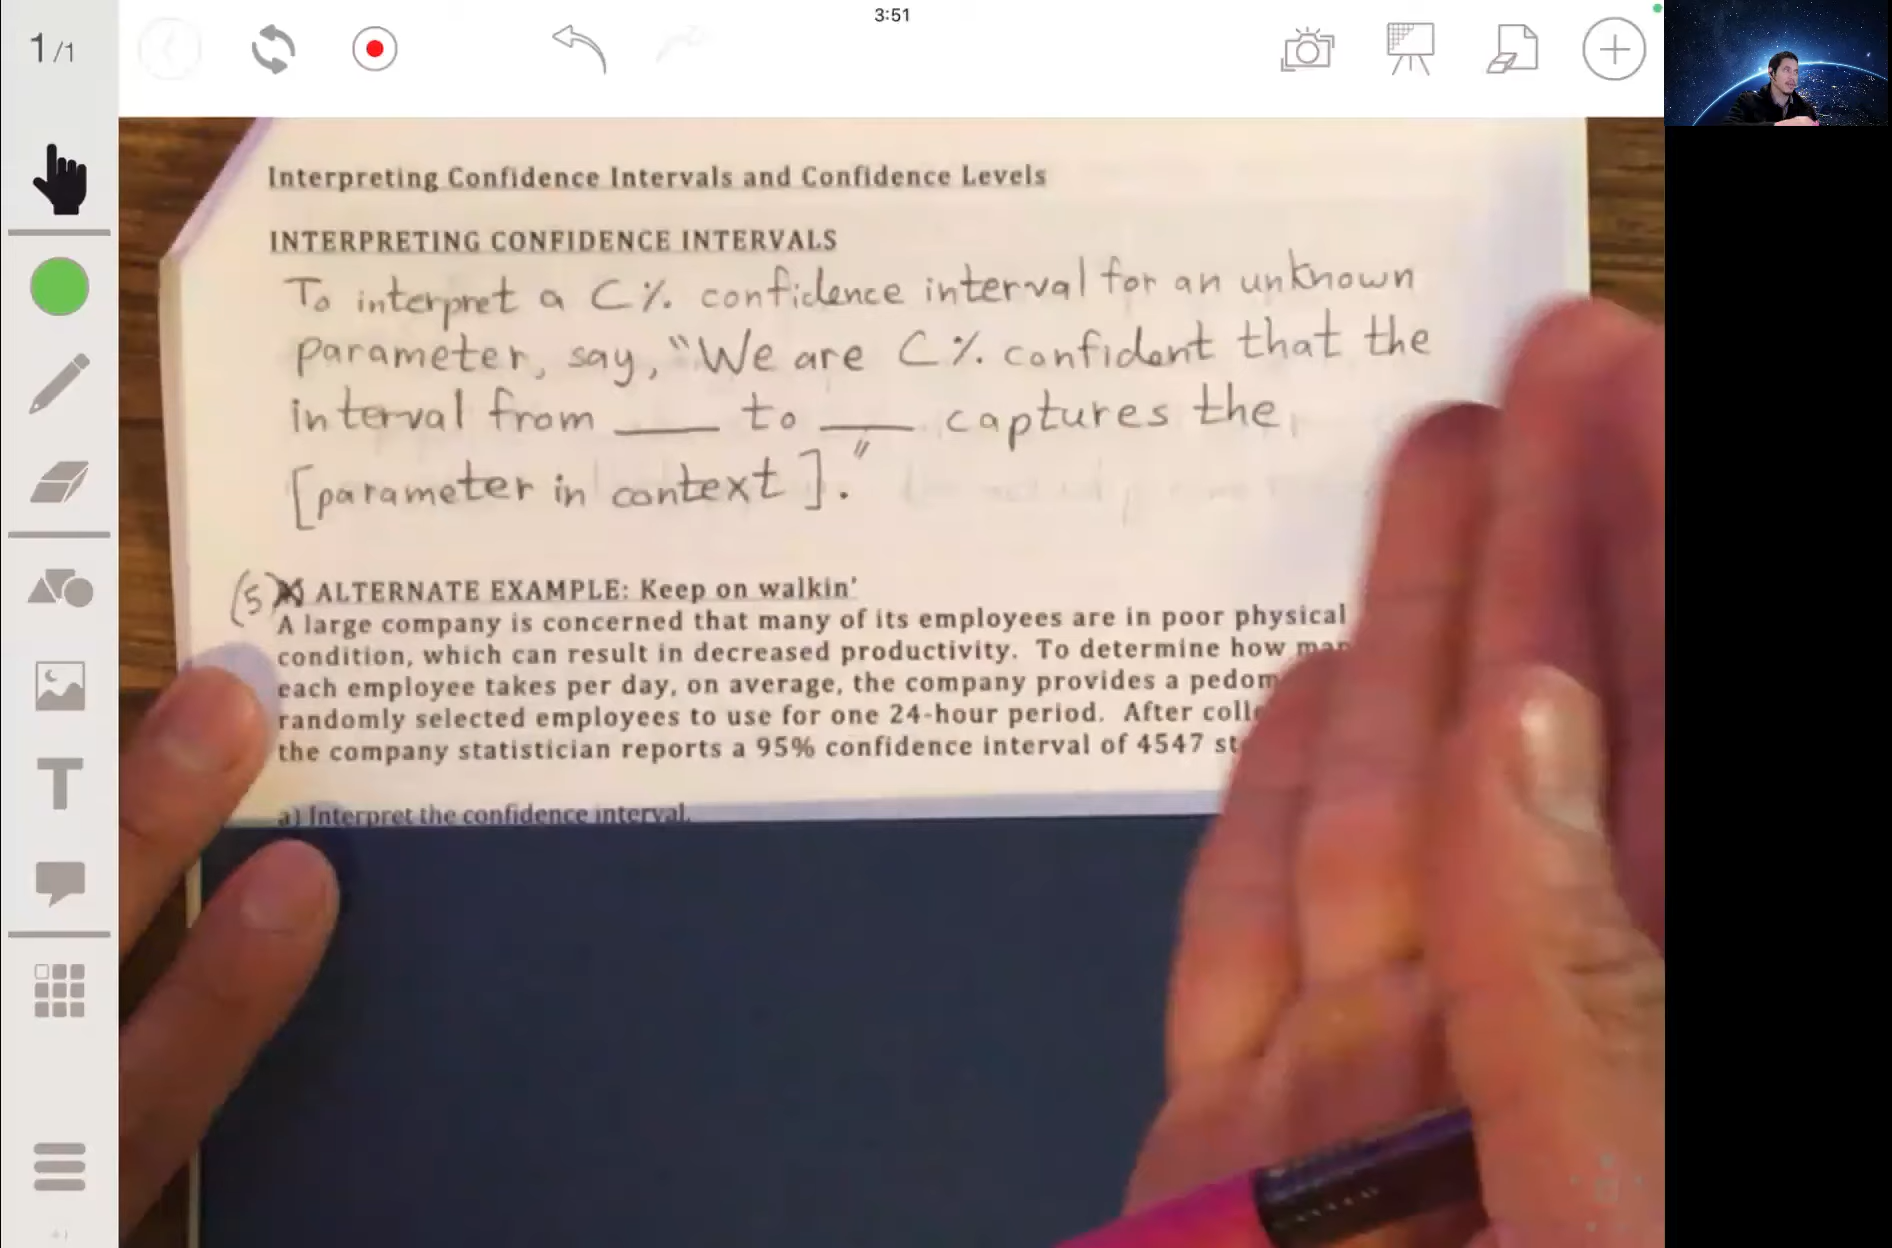 3:51
1/1
Interpreting Confidence Intervals and Confidence Levels
INTERPRETING CONFIDENCE INTERVALS
To interpret a C% confidence interval for an unknown
parameter, say, "We are C% confident that the
interval from ____ to ____ captures the
[parameter in context]."
(5) ALTERNATE EXAMPLE: Keep on walkin'
A large company is concerned that many of its employees are in poor physical
condition, which can result in decreased productivity. To determine how
each employee takes per day, on average, the company provides a
randomly selected employees to use for one 24-hour period. After
the company statistician reports a 95% confidence interval of 4547
a) Interpret the confidence interval.
T